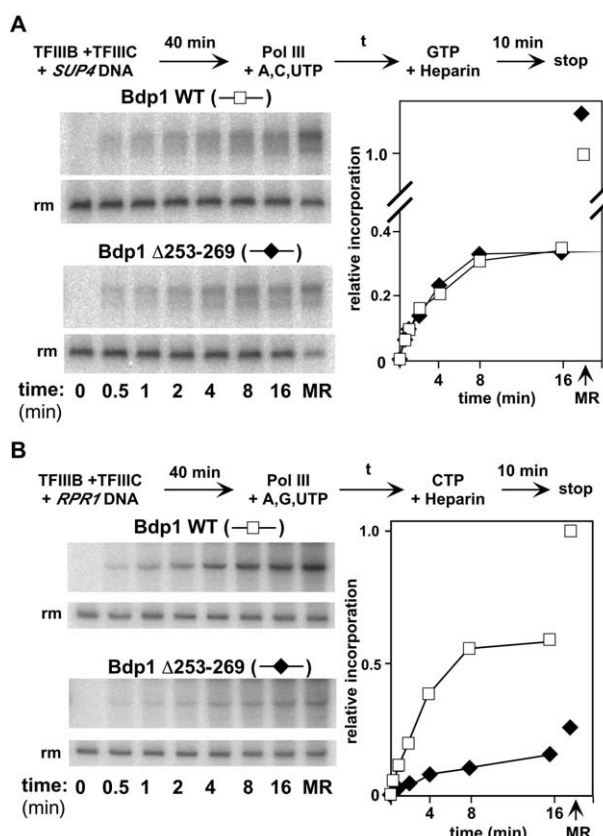 A
40 min t 10 min
TFIIIB +TFIIIC Pol III GTP stop
+ SUP4 DNA + A,C,UTP + Heparin
Bdp1 WT (—□—)
rm
Bdp1 Δ253-269 (—◆—)
rm
time: 0 0.5 1 2 4 8 16 MR
(min)
relative incorporation
1.0
0.4
0.2
0
4 8 16
time (min) MR
B
40 min t 10 min
TFIIIB +TFIIIC Pol III CTP stop
+ RPR1 DNA + A,G,UTP + Heparin
Bdp1 WT (—□—)
rm
Bdp1 Δ253-269 (—◆—)
rm
time: 0 0.5 1 2 4 8 16 MR
(min)
relative incorporation
1.0
0.5
0.0
4 8 16
time (min) MR